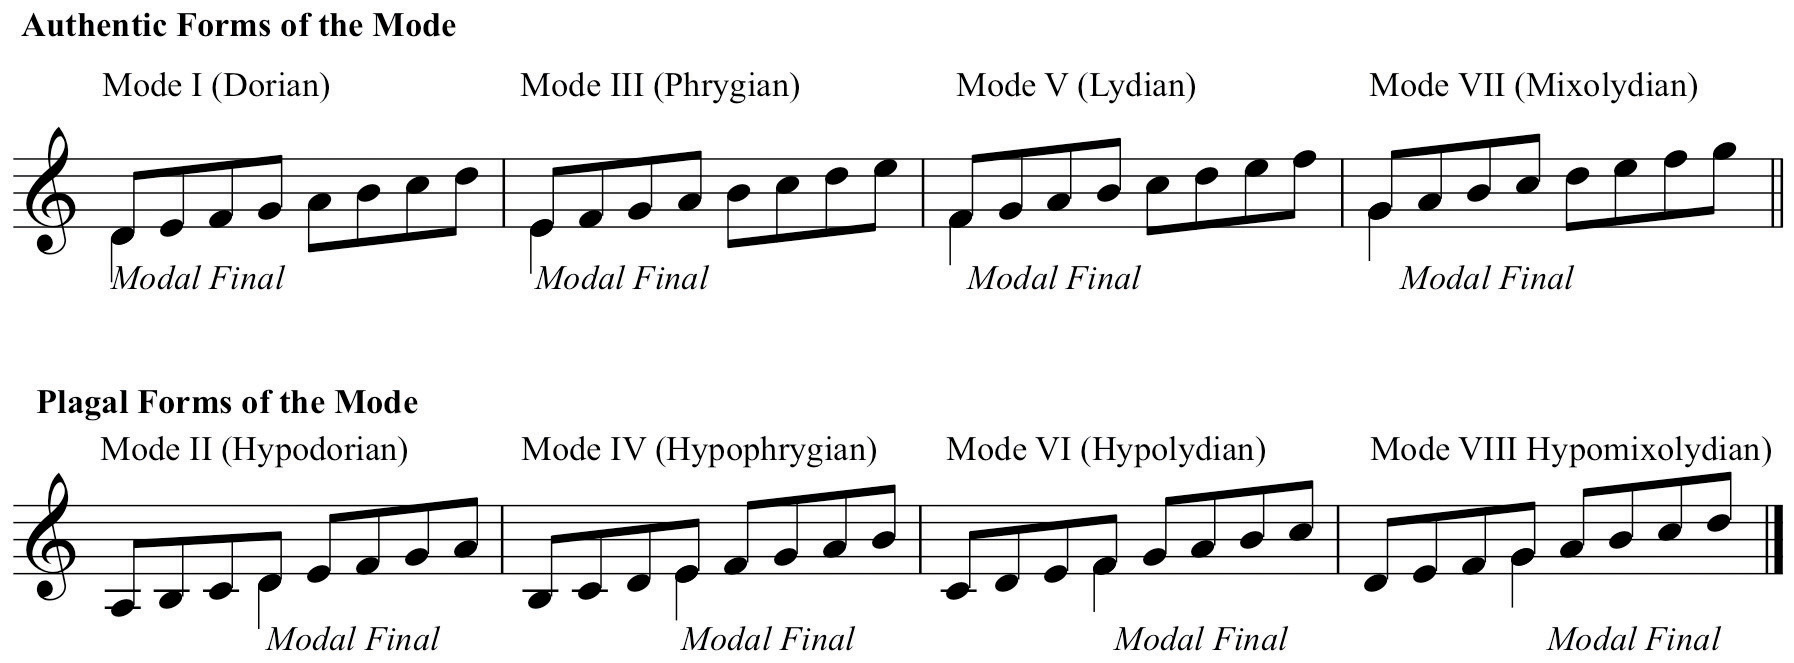 Authentic Forms of the Mode
Mode I (Dorian) Mode III (Phrygian) Mode V (Lydian) Mode VII (Mixolydian)
Modal Final Modal Final Modal Final Modal Final
Plagal Forms of the Mode
Mode II (Hypodorian) Mode IV (Hypophrygian) Mode VI (Hypolydian) Mode VIII Hypomixolydian)
Modal Final Modal Final Modal Final Modal Final